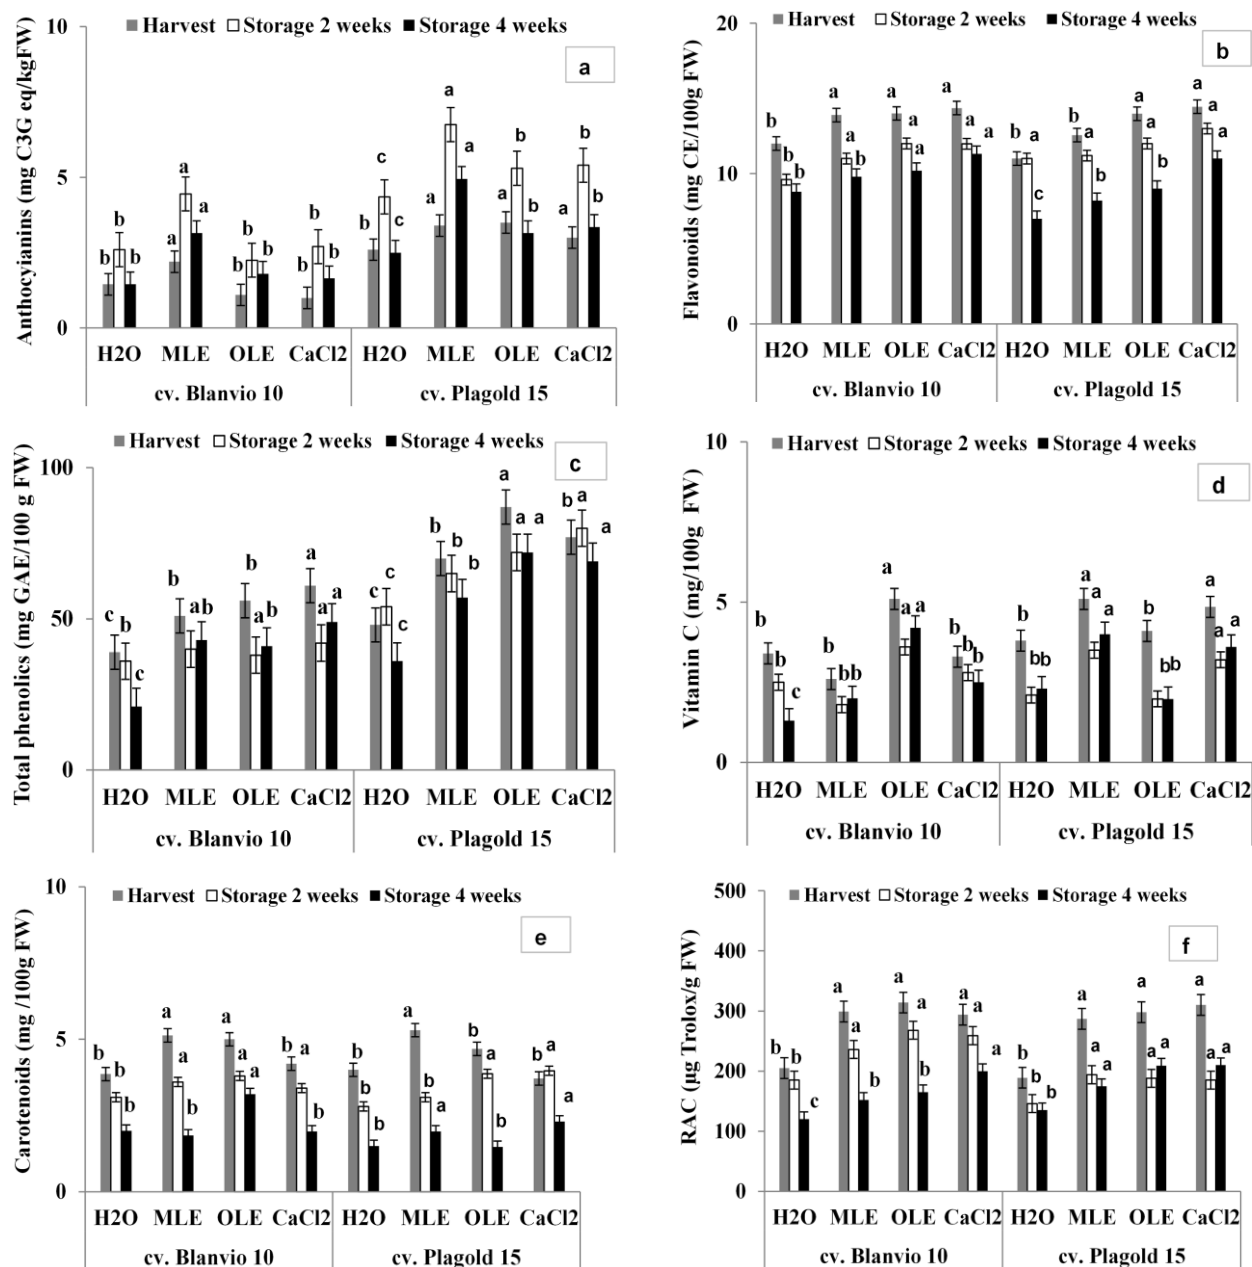 Anthocyianins (mg C3G eq/kgFW)
10
5
0
Harvest Storage 2 weeks Storage 4 weeks
a
b b b
a a a
b b b
b b b
b c c
a a a
a b b
a b b
H2O MLE OLE CaCl2 H2O MLE OLE CaCl2
cv. Blanvio 10 cv. Plagold 15
Flavonoids (mg CE/100g FW)
20
10
0
Harvest Storage 2 weeks Storage 4 weeks
b
b b b
a a b
a a a
a a a
b a c
b a b
a a b
a a a
H2O MLE OLE CaCl2 H2O MLE OLE CaCl2
cv. Blanvio 10 cv. Plagold 15
Total phenolics (mg GAE/100 g FW)
100
50
0
Harvest Storage 2 weeks Storage 4 weeks
c
c b c
b a b
b a b
a a a
c c c
b b b
a a a
b a a
H2O MLE OLE CaCl2 H2O MLE OLE CaCl2
cv. Blanvio 10 cv. Plagold 15
Vitamin C (mg/100g FW)
10
5
0
Harvest Storage 2 weeks Storage 4 weeks
d
b b c
b b b
a a a
b b b
b b b
a a a
b b b
a a a
H2O MLE OLE CaCl2 H2O MLE OLE CaCl2
cv. Blanvio 10 cv. Plagold 15
Carotenoids (mg /100g FW)
10
5
0
Harvest Storage 2 weeks Storage 4 weeks
e
b b b
a a b
a a a
b a b
b b b
a b a
b a b
b a a
H2O MLE OLE CaCl2 H2O MLE OLE CaCl2
cv. Blanvio 10 cv. Plagold 15
RAC (µg Trolox/g FW)
500
400
300
200
100
0
Harvest Storage 2 weeks Storage 4 weeks
f
b b c
a a b
a a b
a a a
b b b
a a a
a a a
a a a
H2O MLE OLE CaCl2 H2O MLE OLE CaCl2
cv. Blanvio 10 cv. Plagold 15